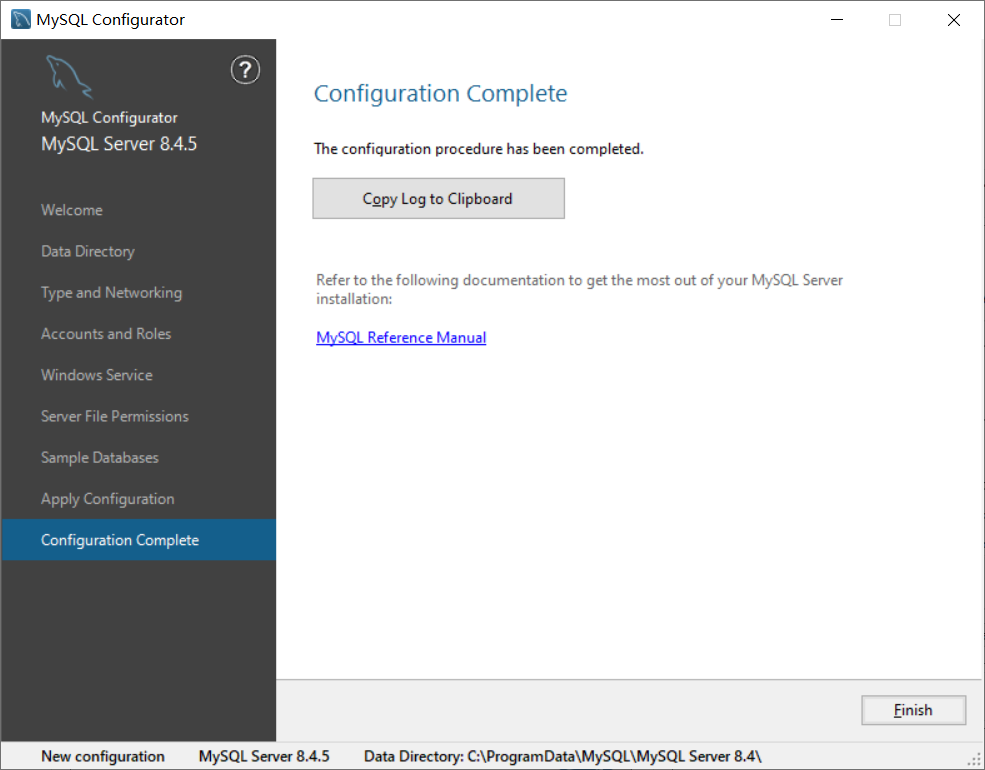 MySQL Configurator
?
MySQL Configurator
MySQL Server 8.4.5
Welcome
Data Directory
Type and Networking
Accounts and Roles
Windows Service
Server File Permissions
Sample Databases
Apply Configuration
Configuration Complete
Configuration Complete
The configuration procedure has been completed.
Copy Log to Clipboard
Refer to the following documentation to get the most out of your MySQL Server
installation:
MySQL Reference Manual
Finish
New configuration MySQL Server 8.4.5 Data Directory: C:\ProgramData\MySQL\MySQL Server 8.4\